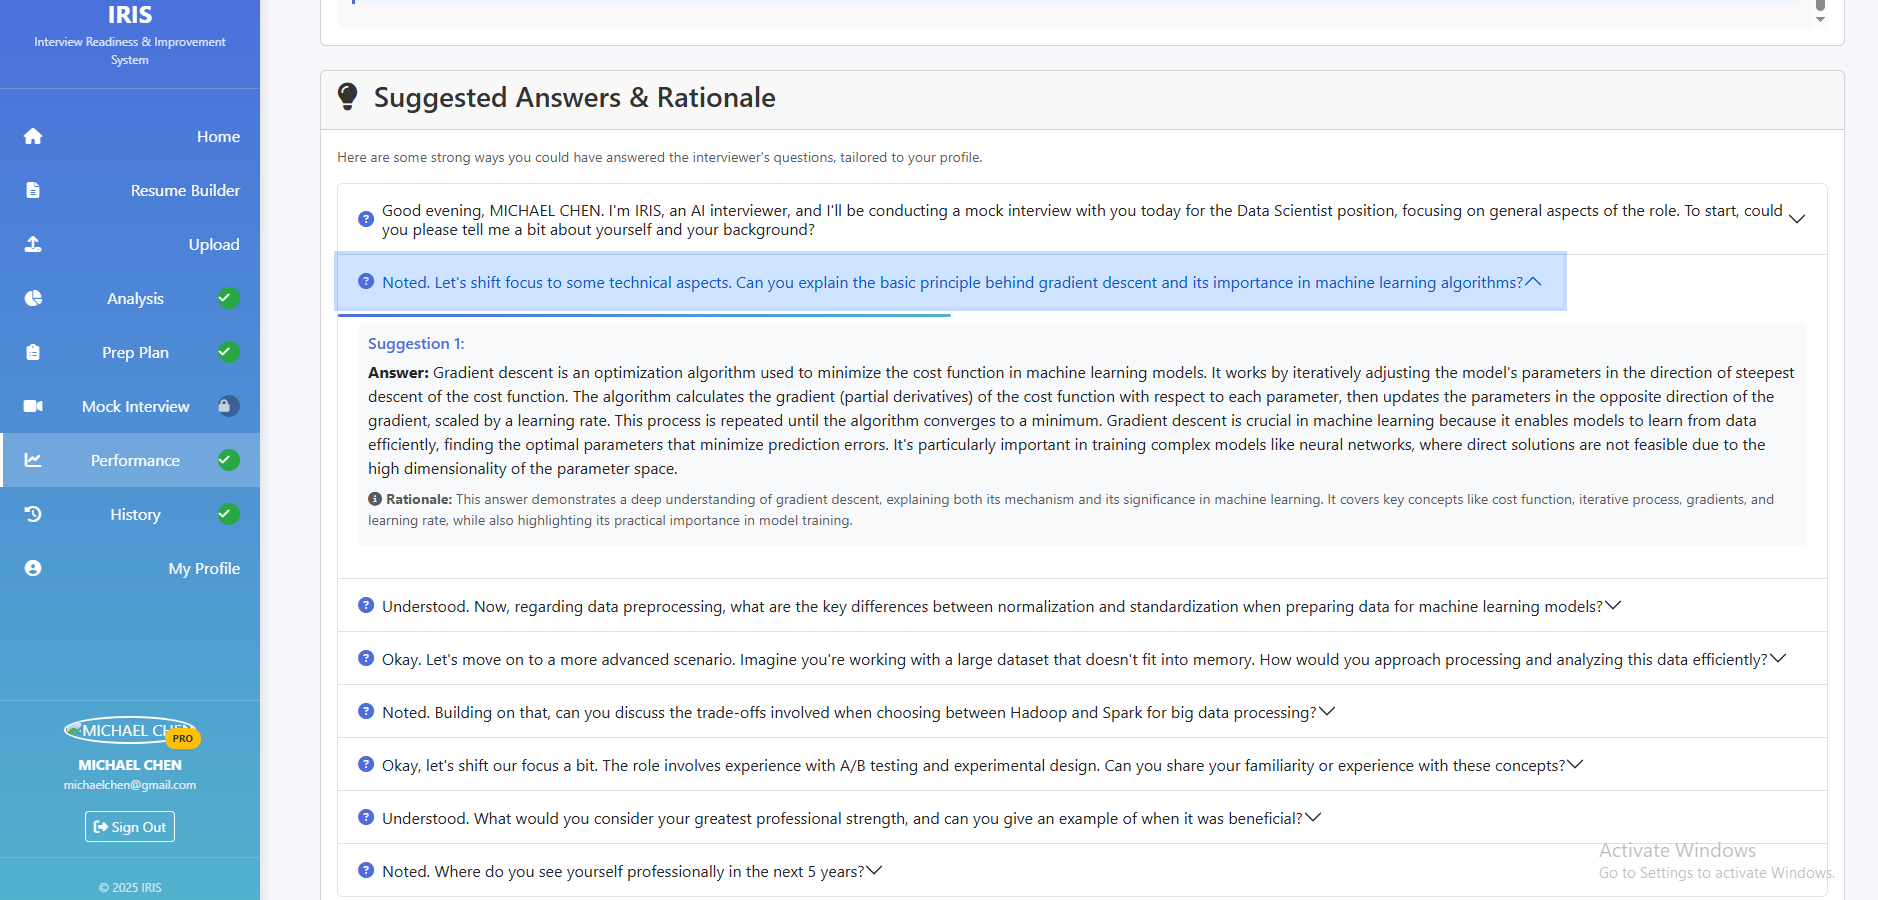 IRIS
Interview Readiness & Improvement
System
Home
Resume Builder
Upload
Analysis
Prep Plan
Mock Interview
Performance
History
My Profile
MICHAEL CHEN
PRO
MICHAEL CHEN
michaelchen@gmail.com
Sign Out
© 2025 IRIS
Suggested Answers & Rationale
Here are some strong ways you could have answered the interviewer's questions, tailored to your profile.
Good evening, MICHAEL CHEN. I'm IRIS, an AI interviewer, and I'll be conducting a mock interview with you today for the Data Scientist position, focusing on general aspects of the role. To start, could
you please tell me a bit about yourself and your background?
Noted. Let's shift focus to some technical aspects. Can you explain the basic principle behind gradient descent and its importance in machine learning algorithms?
Suggestion 1:
Answer: Gradient descent is an optimization algorithm used to minimize the cost function in machine learning models. It works by iteratively adjusting the model's parameters in the direction of steepest
descent of the cost function. The algorithm calculates the gradient (partial derivatives) of the cost function with respect to each parameter, then updates the parameters in the opposite direction of the
gradient, scaled by a learning rate. This process is repeated until the algorithm converges to a minimum. Gradient descent is crucial in machine learning because it enables models to learn from data
efficiently, finding the optimal parameters that minimize prediction errors. It's particularly important in training complex models like neural networks, where direct solutions are not feasible due to the
high dimensionality of the parameter space.
Rationale: This answer demonstrates a deep understanding of gradient descent, explaining both its mechanism and its significance in machine learning. It covers key concepts like cost function, iterative process, gradients, and
learning rate, while also highlighting its practical importance in model training.
Understood. Now, regarding data preprocessing, what are the key differences between normalization and standardization when preparing data for machine learning models?
Okay. Let's move on to a more advanced scenario. Imagine you're working with a large dataset that doesn't fit into memory. How would you approach processing and analyzing this data efficiently?
Noted. Building on that, can you discuss the trade-offs involved when choosing between Hadoop and Spark for big data processing?
Okay, let's shift our focus a bit. The role involves experience with A/B testing and experimental design. Can you share your familiarity or experience with these concepts?
Understood. What would you consider your greatest professional strength, and can you give an example of when it was beneficial?
Noted. Where do you see yourself professionally in the next 5 years?
Activate Windows
Go to Settings to activate Windows.